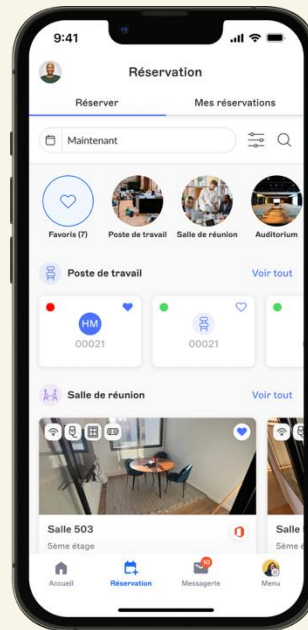 9:41
Réservation
Réserver Mes réservations
Maintenant
Favoris (7) Poste de travail Salle de réunion Auditorium
Poste de travail Voir tout
HM
00021 00021
Salle de réunion Voir tout
Salle 503
5ème étage
10
Accueil Réservation Messagerie Menu